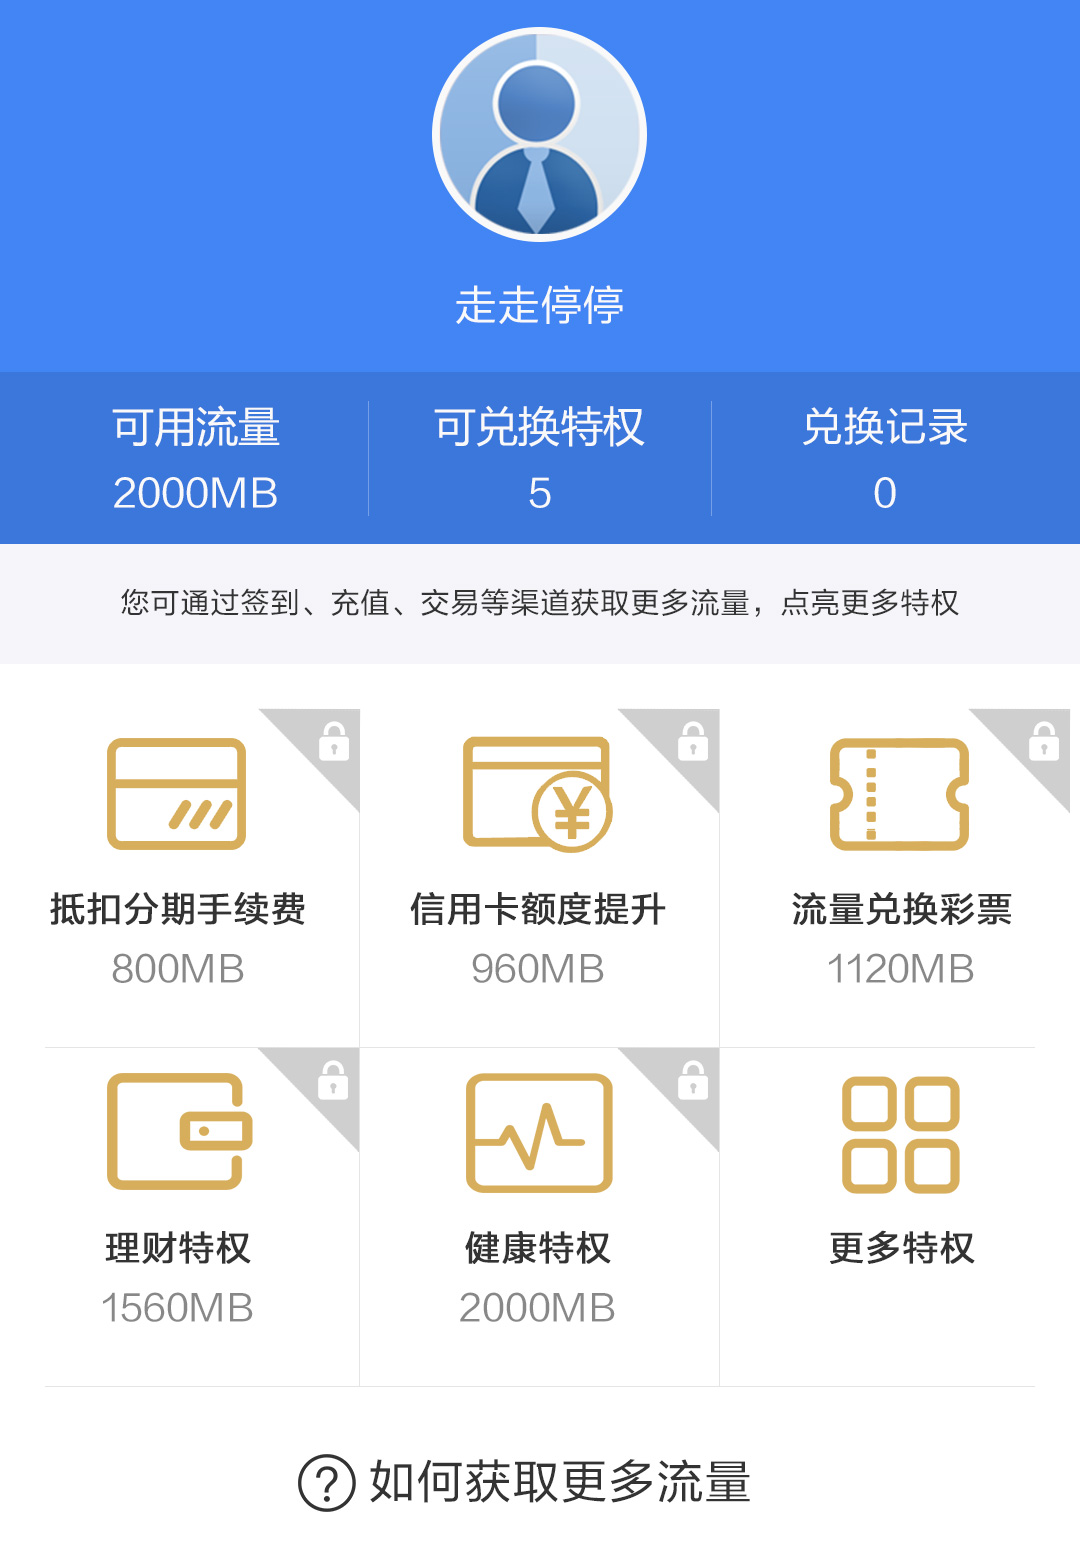 走走停停
可用流量
可兑换特权
兑换记录
2000MB
5
0
您可通过签到、充值、交易等渠道获取更多流量，点亮更多特权
¥
抵扣分期手续费
信用卡额度提升
流量兑换彩票
800MB
960MB
1120MB
理财特权
健康特权
更多特权
1560MB
2000MB
? 如何获取更多流量